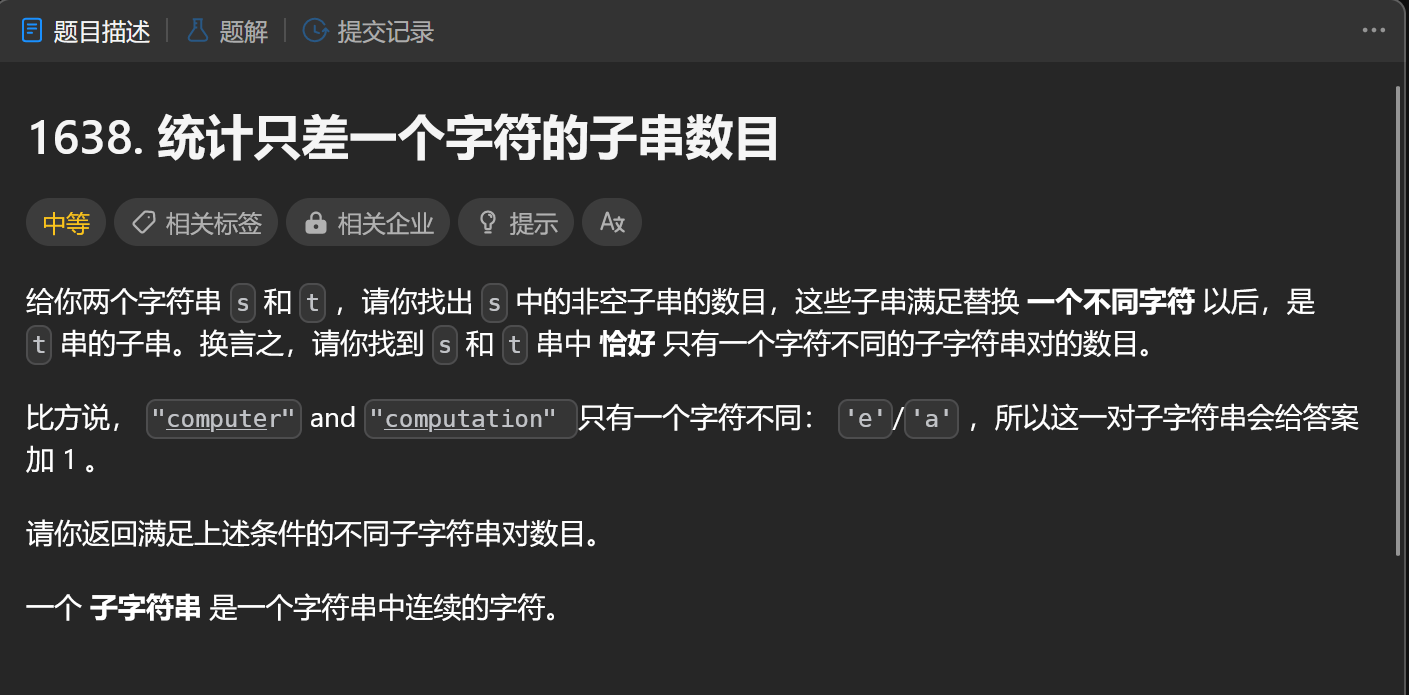 题目描述 | 题解 | 提交记录
1638. 统计只差一个字符的子串数目
中等 相关标签 相关企业 提示
给你两个字符串 s 和 t ，请你找出 s 中的非空子串的数目，这些子串满足替换 一个不同字符 以后，是
t 串的子串。换言之，请你找到 s 和 t 串中 恰好 只有一个字符不同的子字符串对的数目。
比方说， "computer" and "computation" 只有一个字符不同： 'e'/'a' ，所以这一对子字符串会给答案
加 1 。
请你返回满足上述条件的不同子字符串对数目。
一个 子字符串 是一个字符串中连续的字符。